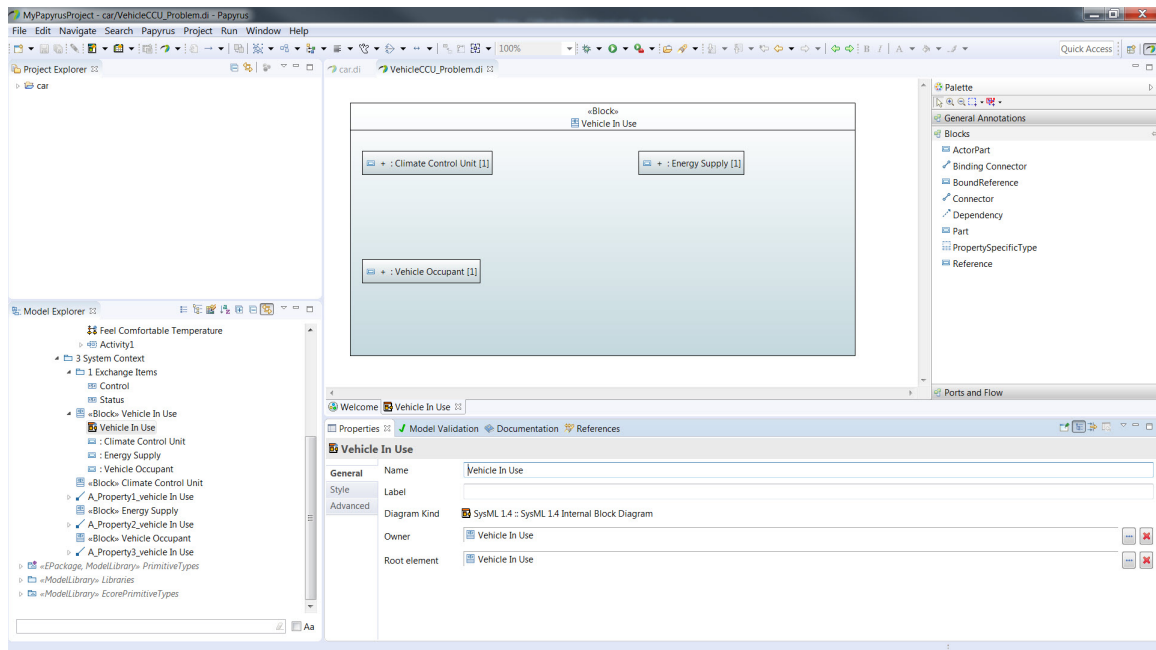 MyPapyrusProject - car/VehicleCCU_Problem.di - Papyrus
File Edit Navigate Search Papyrus Project Run Window Help
100%
B I A
Quick Access
Project Explorer
car
car.di
VehicleCCU_Problem.di
«Block»
Vehicle In Use
+ : Climate Control Unit [1]
+ : Energy Supply [1]
+ : Vehicle Occupant [1]
Palette
General Annotations
Blocks
ActorPart
Binding Connector
BoundReference
Connector
Dependency
Part
PropertySpecificType
Reference
Ports and Flow
Model Explorer
Feel Comfortable Temperature
Activity1
3 System Context
1 Exchange Items
Control
Status
«Block» Vehicle In Use
Vehicle In Use
: Climate Control Unit
: Energy Supply
: Vehicle Occupant
«Block» Climate Control Unit
A_Property1_vehicle In Use
«Block» Energy Supply
A_Property2_vehicle In Use
«Block» Vehicle Occupant
A_Property3_vehicle In Use
«EPackage, ModelLibrary» PrimitiveTypes
«ModelLibrary» Libraries
«ModelLibrary» EcorePrimitiveTypes
Aa
Welcome
Vehicle In Use
Properties
Model Validation
Documentation
References
Vehicle In Use
General
Style
Advanced
Name
Vehicle In Use
Label
Diagram Kind
SysML 1.4 :: SysML 1.4 Internal Block Diagram
Owner
Vehicle In Use
Root element
Vehicle In Use